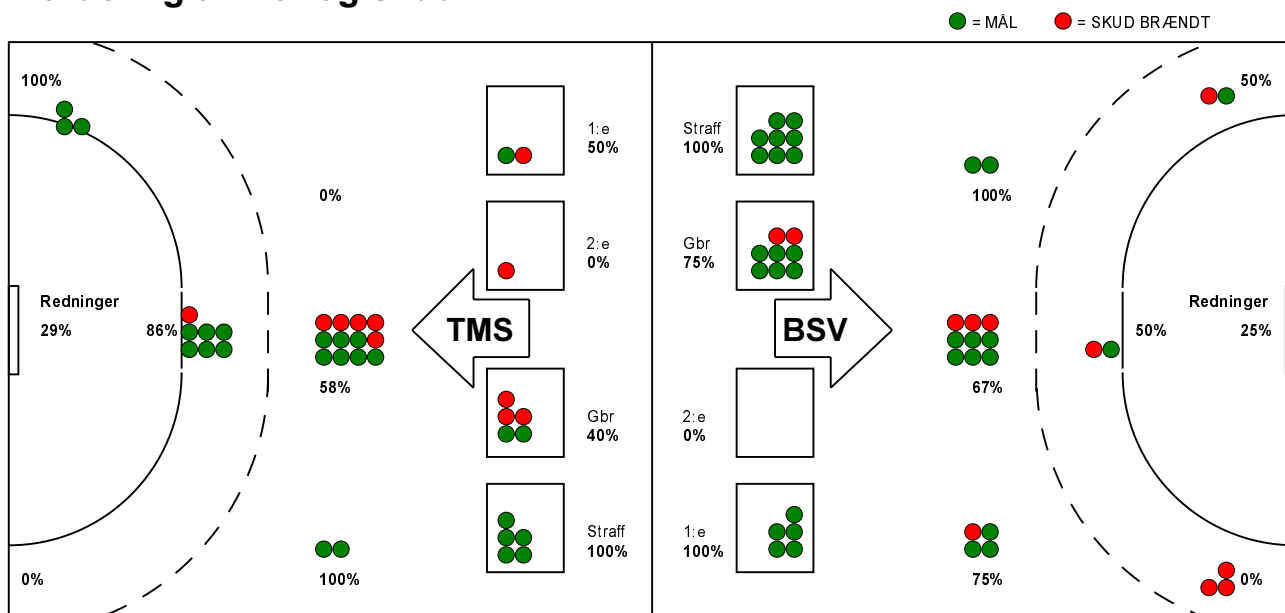 = MÅL = SKUD BRÆNDT
100%
50%
1:e
50%
Straff
100%
0%
100%
2:e
0%
Gbr
75%
Redninger
29%
86%
TMS
BSV
Redninger
50%
25%
58%
67%
Gbr
40%
2:e
0%
Straff
100%
1:e
100%
0%
100%
75%
0%